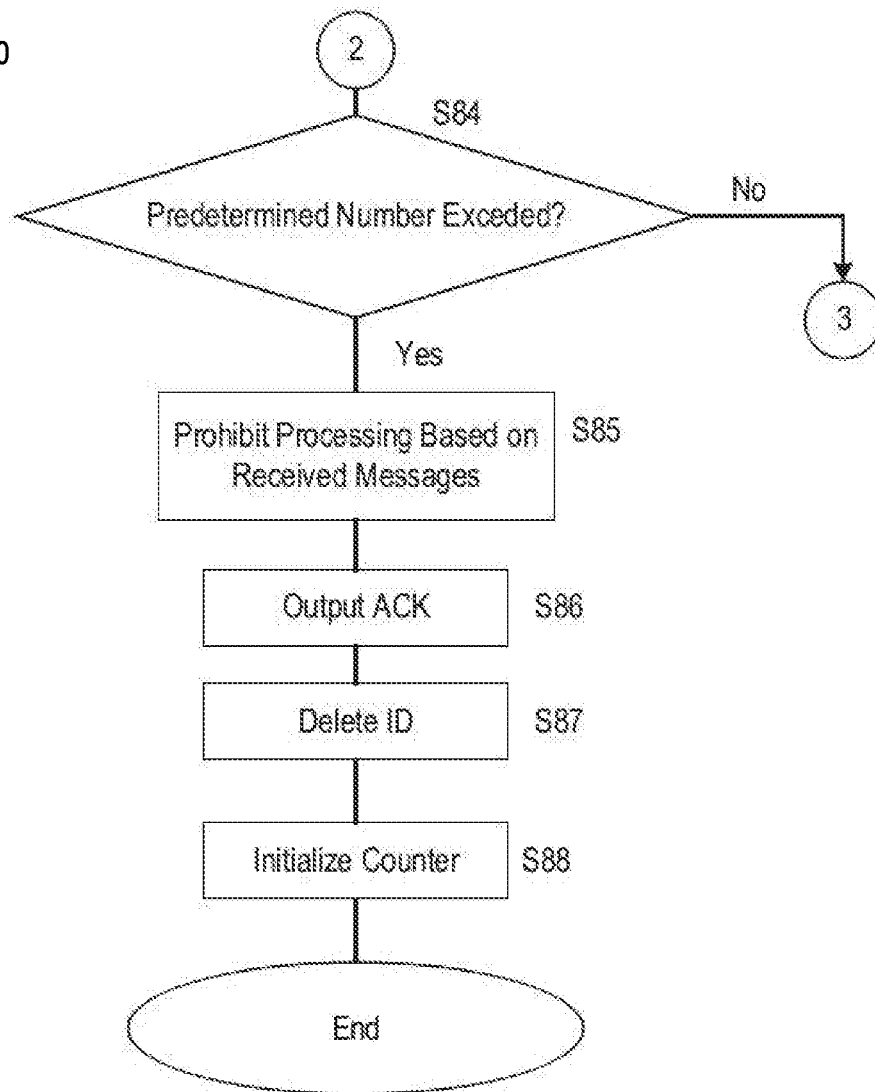 0
2
S84
Predetermined Number Exceded?
No
3
Yes
Prohibit Processing Based on
Received Messages
S85
Output ACK
S86
Delete ID
S87
Initialize Counter
S88
End